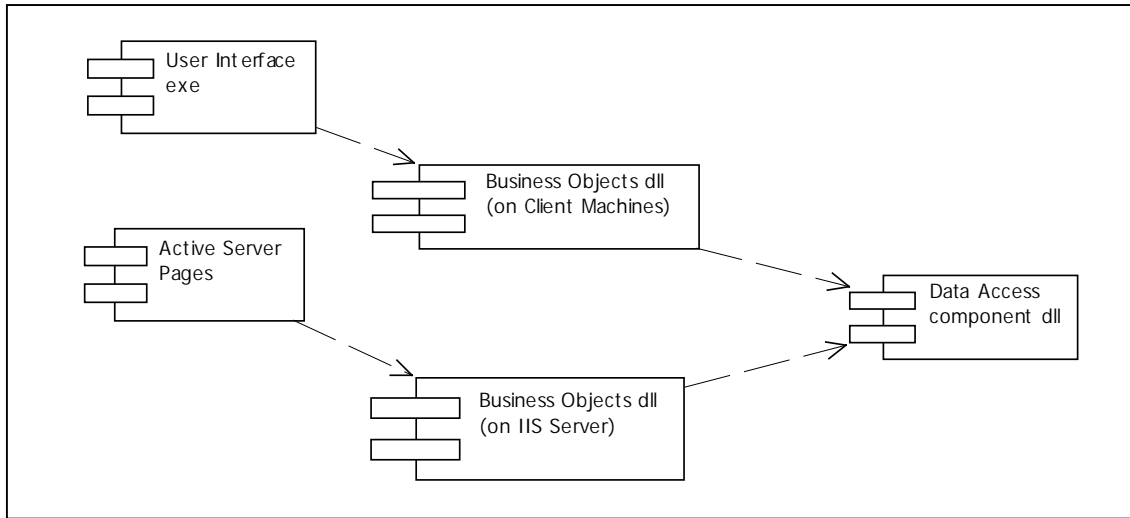 User Interface
exe
Business Objects dll
(on Client Machines)
Active Server
Pages
Data Access
component dll
Business Objects dll
(on IIS Server)